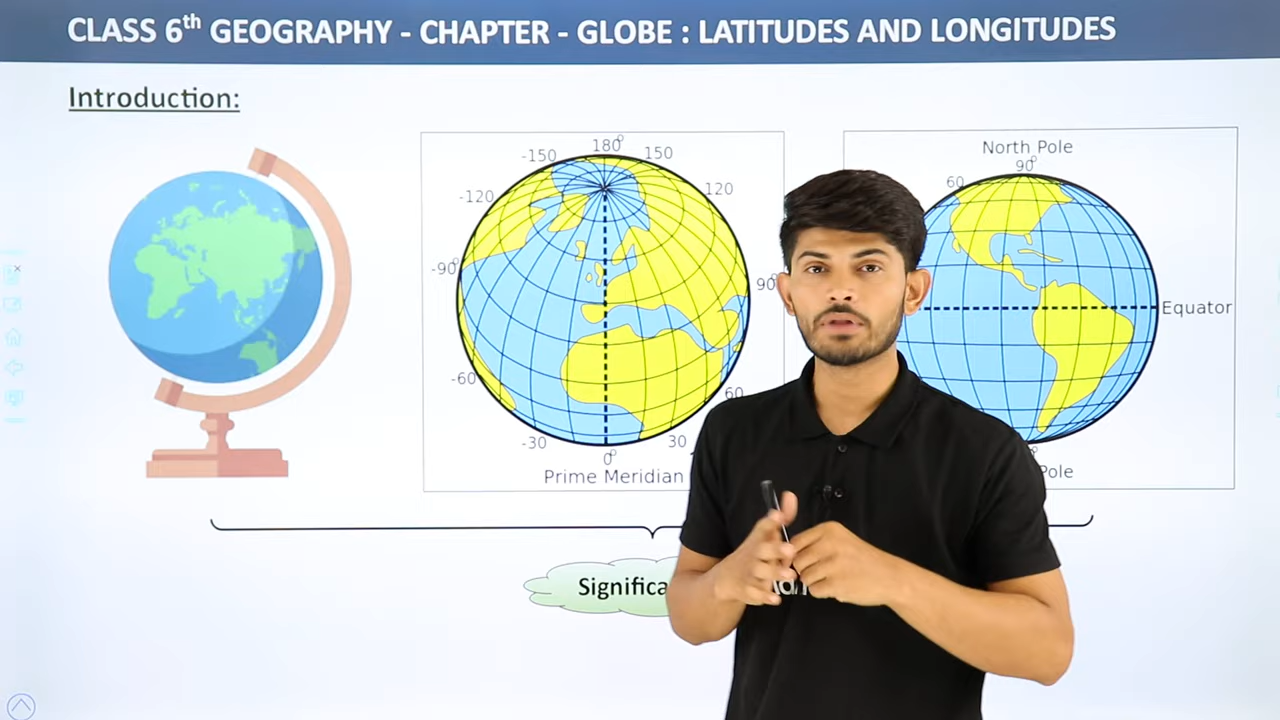 CLASS 6th GEOGRAPHY - CHAPTER - GLOBE : LATITUDES AND LONGITUDES
Introduction:
180°
-150
150
-120
120
-90
90
-60
60
-30
30
0°
Prime Meridian
North Pole
90°
60
Equator
Pole